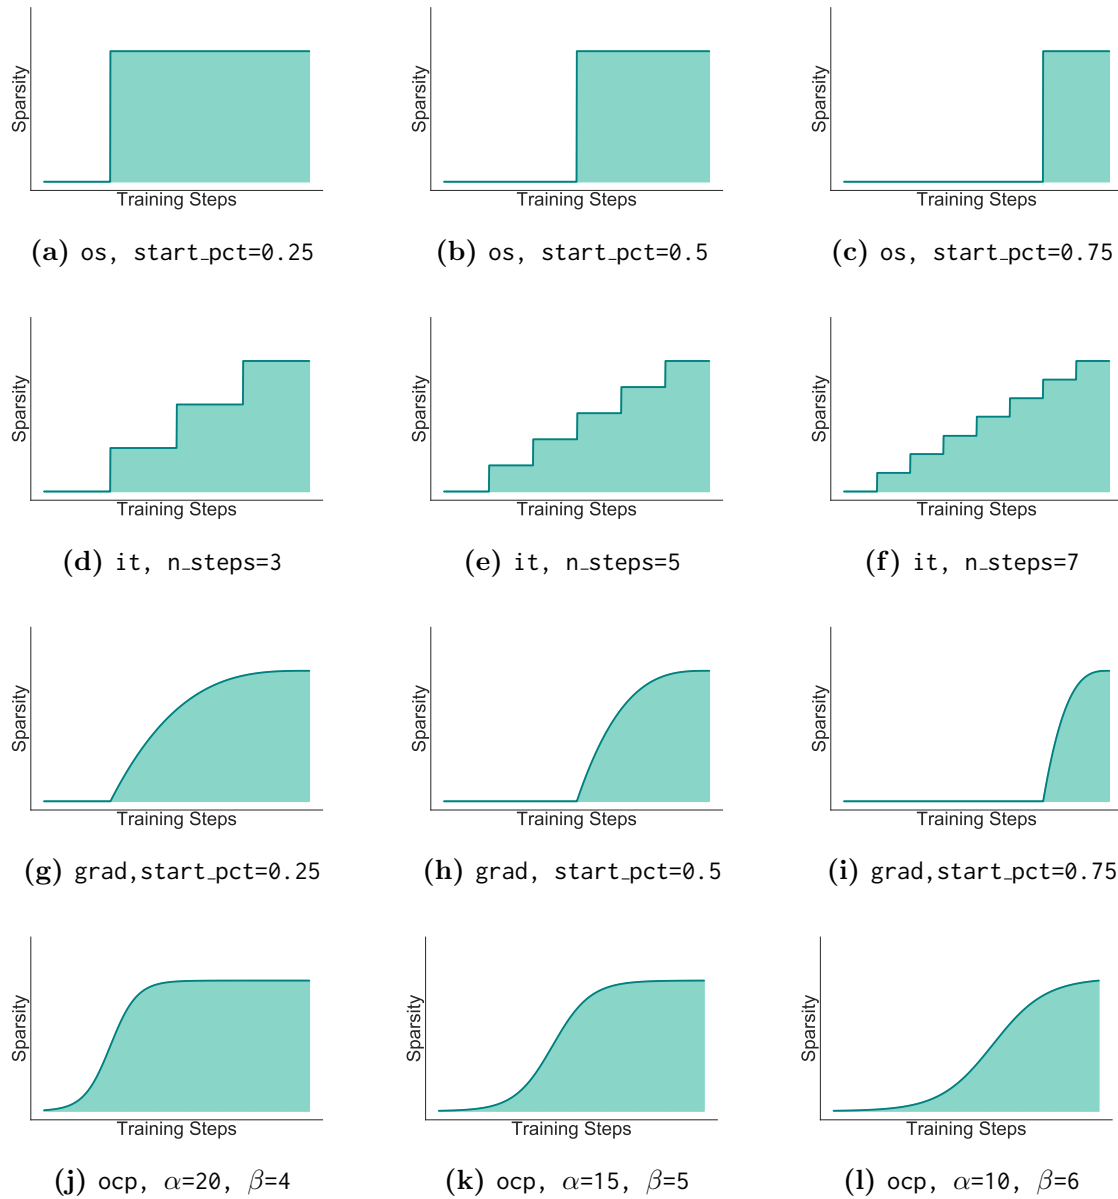 Sparsity
Training Steps
Sparsity
Training Steps
Sparsity
Training Steps
(a) os, start_pct=0.25
(b) os, start_pct=0.5
(c) os, start_pct=0.75
Sparsity
Training Steps
Sparsity
Training Steps
Sparsity
Training Steps
(d) it, n_steps=3
(e) it, n_steps=5
(f) it, n_steps=7
Sparsity
Training Steps
Sparsity
Training Steps
Sparsity
Training Steps
(g) grad,start_pct=0.25
(h) grad, start_pct=0.5
(i) grad,start_pct=0.75
Sparsity
Training Steps
Sparsity
Training Steps
Sparsity
Training Steps
(j) ocp, α=20, β=4
(k) ocp, α=15, β=5
(l) ocp, α=10, β=6